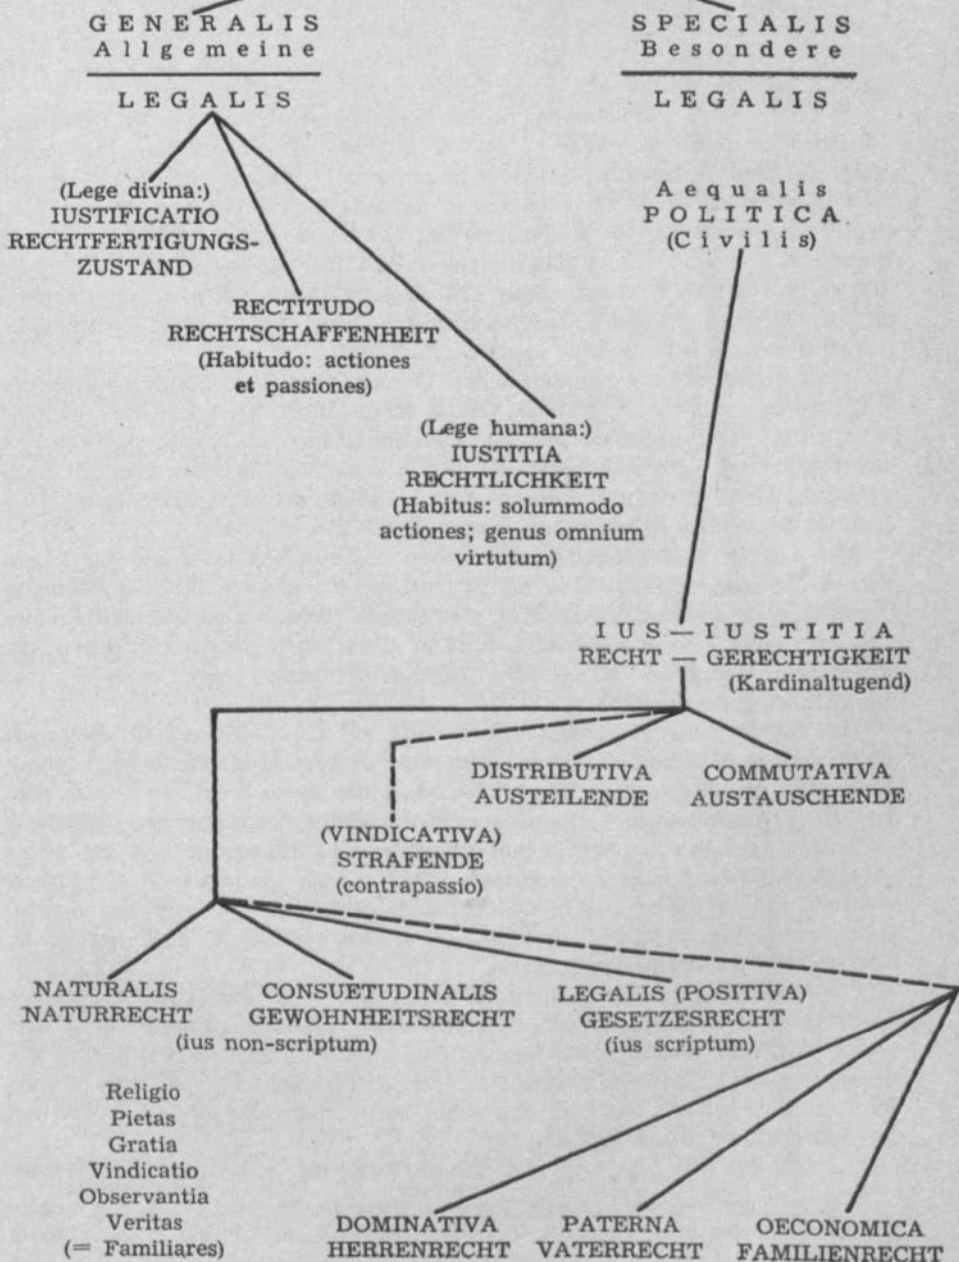 GENERALIS
Allgemeine
LEGALIS
SPECIALIS
Besondere
LEGALIS
(Lege divina:)
IUSTIFICATIO
RECHTFERTIGUNGS-
ZUSTAND
Aequalis
POLITICA
(Civilis)
RECTITUDO
RECHTSCHAFFENHEIT
(Habitudo: actiones
et passiones)
(Lege humana:)
IUSTITIA
RECHTLICHKEIT
(Habitus: solummodo
actiones; genus omnium
virtutum)
IUS — IUSTITIA
RECHT — GERECHTIGKEIT
(Kardinaltugend)
DISTRIBUTIVA
AUSTEILENDE
COMMUTATIVA
AUSTAUSCHENDE
(VINDICATIVA)
STRAFENDE
(contrapassio)
NATURALIS
NATURRECHT
CONSUETUDINALIS
GEWOHNHEITSRECHT
(ius non-scriptum)
LEGALIS (POSITIVA)
GESETZESRECHT
(ius scriptum)
Religio
Pietas
Gratia
Vindicatio
Observantia
Veritas
(= Familiares)
DOMINATIVA
HERRENRECHT
PATERNA
VATERRECHT
OECONOMICA
FAMILIENRECHT